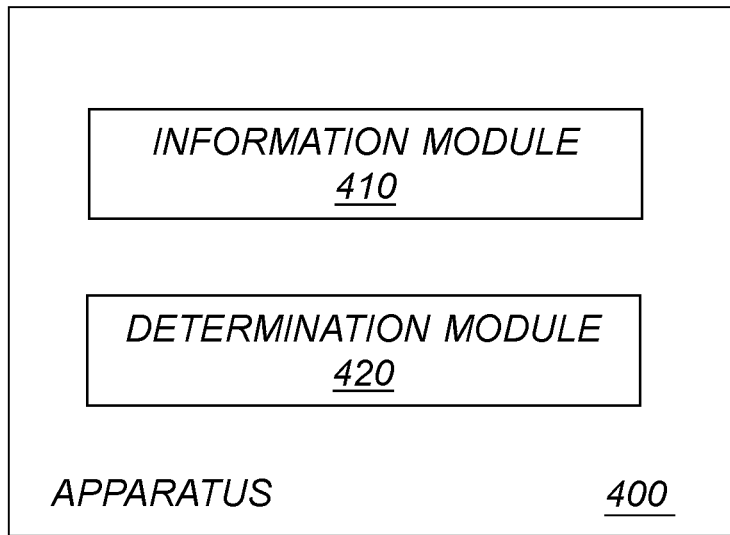 INFORMATION MODULE
410
DETERMINATION MODULE
420
APPARATUS 400